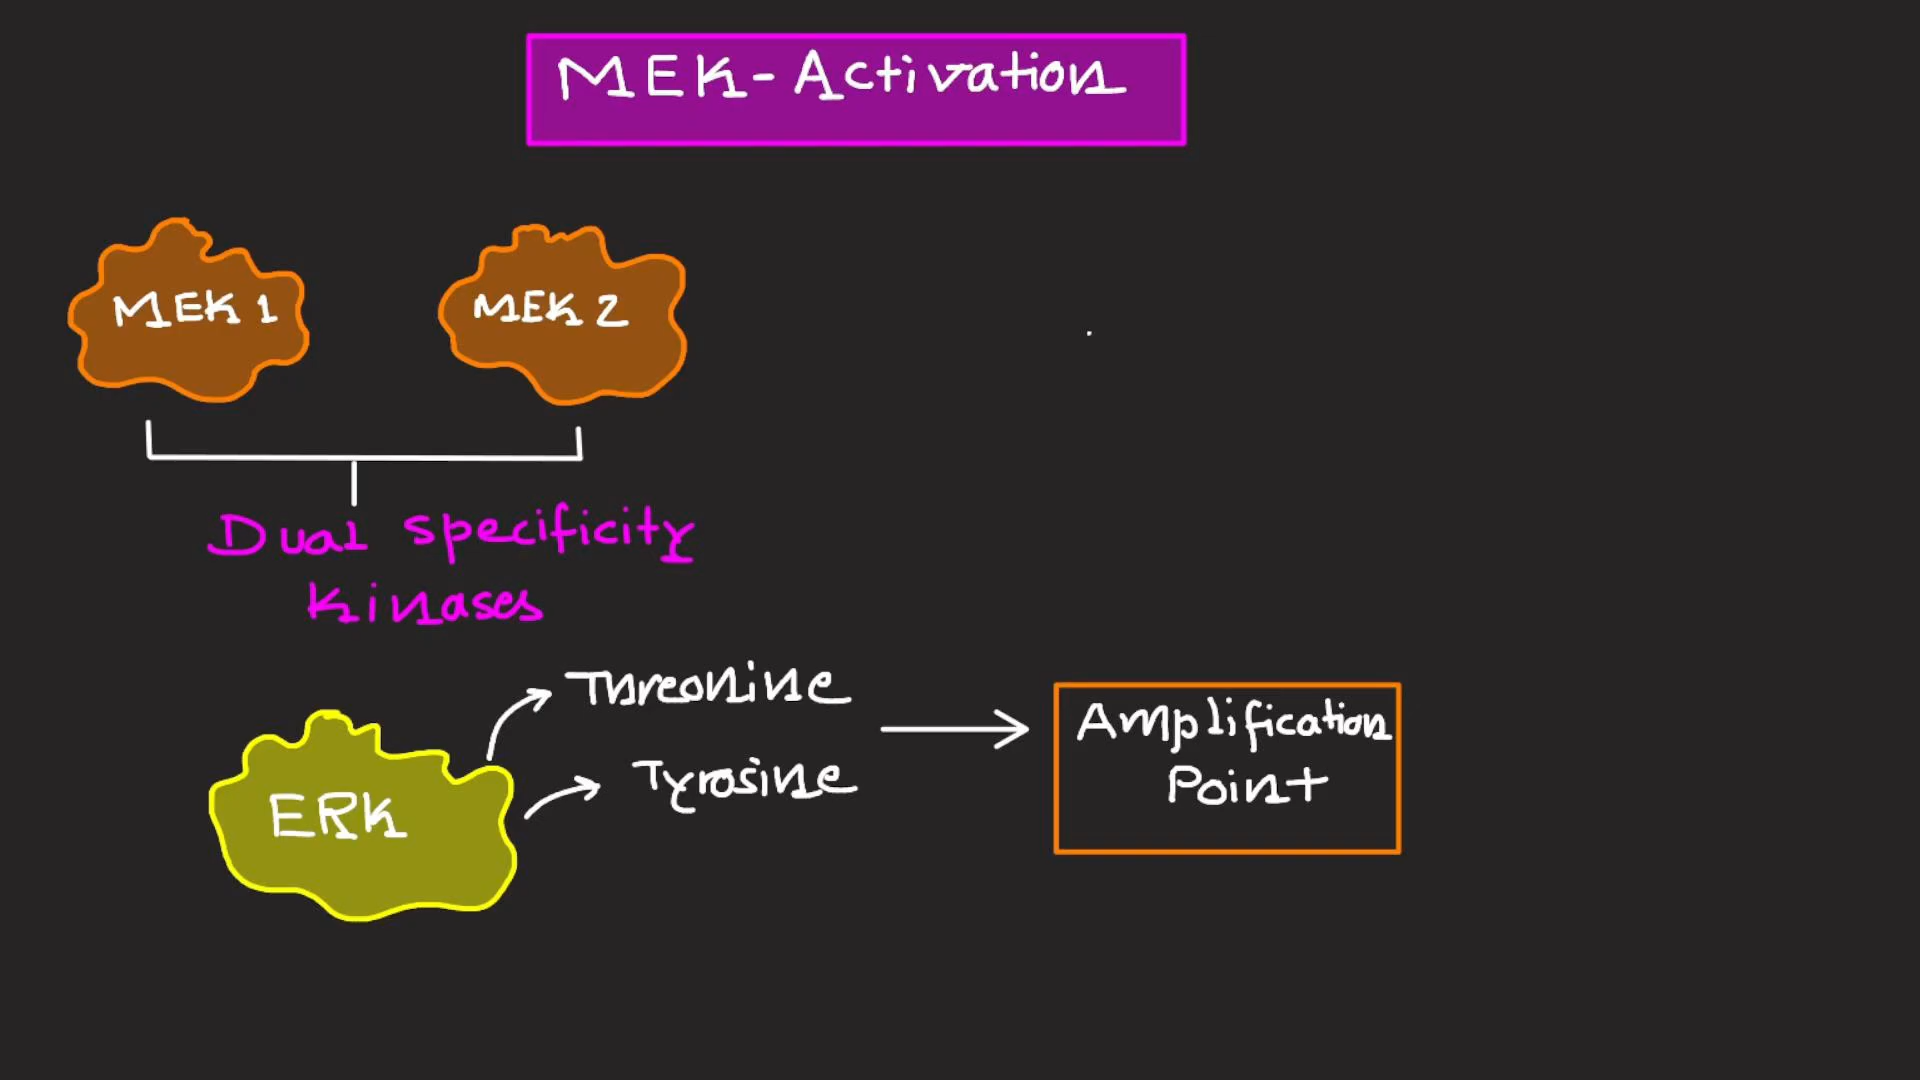 MEK-Activation
MEK 1
MEK 2
Dual specificity
kinases
Threonine
Tyrosine
ERK
Amplification
Point